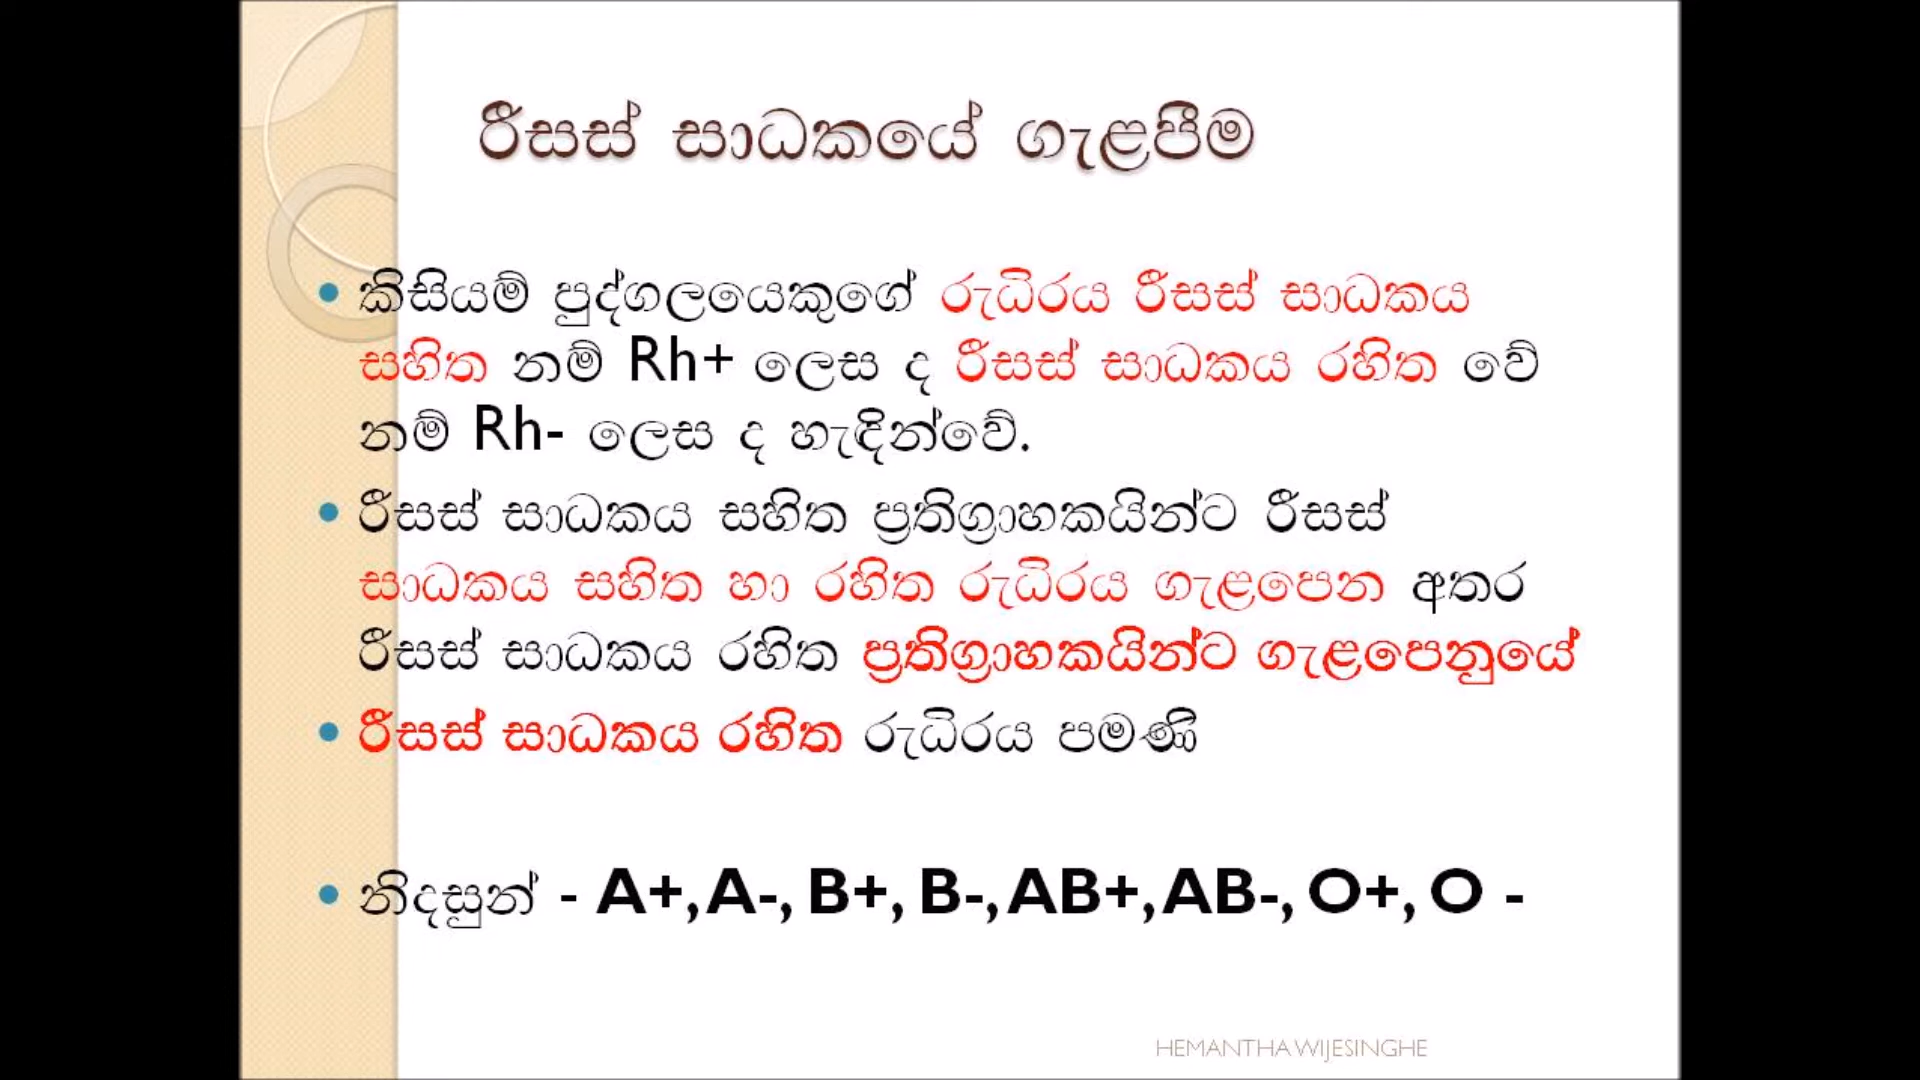 රීසස් සාධකයේ ගැළපීම
• කිසියම් පුද්ගලයෙකුගේ රුධිරය රීසස් සාධකය
සහිත නම් Rh+ ලෙස ද රීසස් සාධකය රහිත වේ
නම් Rh- ලෙස ද හැඳින්වේ.
• රීසස් සාධකය සහිත ප්‍රතිග්‍රාහකයින්ට රීසස්
සාධකය සහිත හා රහිත රුධිරය ගැළපෙන අතර
රීසස් සාධකය රහිත ප්‍රතිග්‍රාහකයින්ට ගැළපෙනුයේ
• රීසස් සාධකය රහිත රුධිරය පමණි
• නිදසුන් - A+, A-, B+, B-, AB+, AB-, O+, O -
HEMANTHA WIJESINGHE